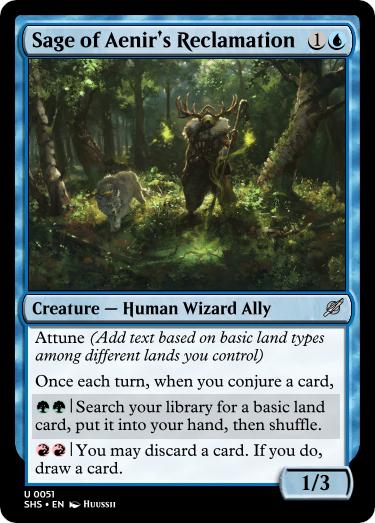 Sage of Aenir's Reclamation 1
Creature — Human Wizard Ally
Attune (Add text based on basic land types
among different lands you control)
Once each turn, when you conjure a card,
Search your library for a basic land
card, put it into your hand, then shuffle.
You may discard a card. If you do,
draw a card.
1/3
U 0051
SHS • EN Huussii